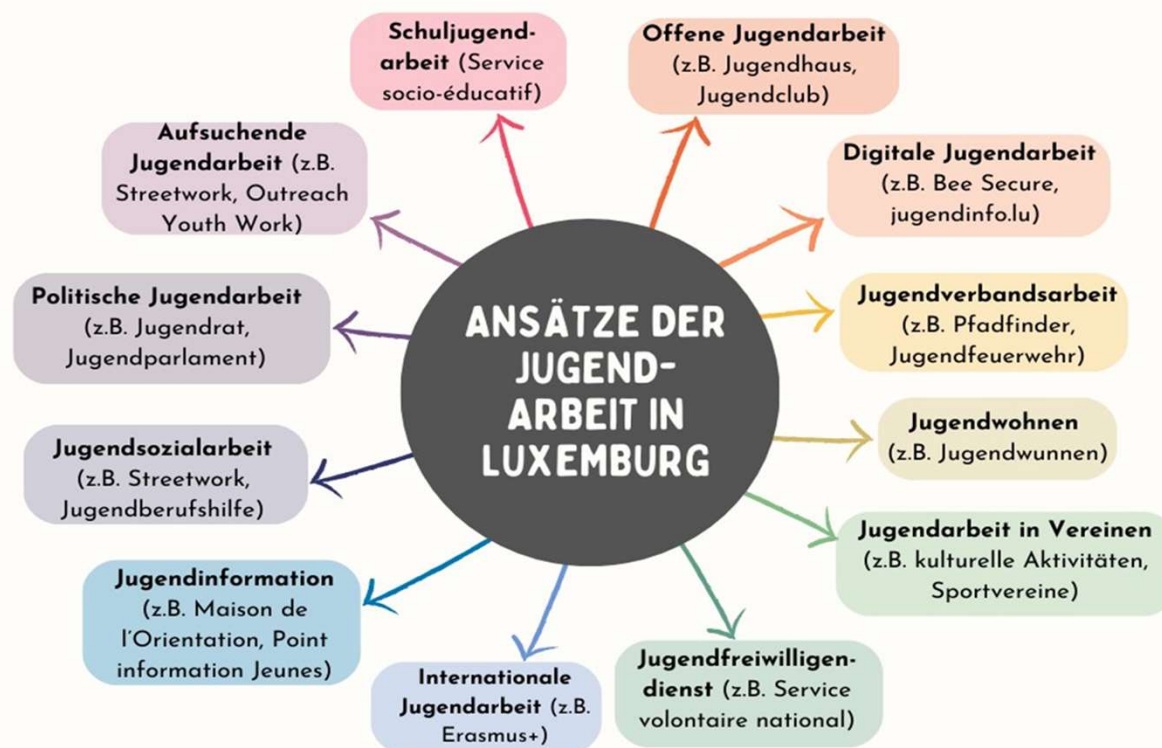 ANSÄTZE DER
JUGEND-
ARBEIT IN
LUXEMBURG
Schuljugend-
arbeit (Service
socio-éducatif)
Offene Jugendarbeit
(z.B. Jugendhaus,
Jugendclub)
Digitale Jugendarbeit
(z.B. Bee Secure,
jugendinfo.lu)
Jugendverbandsarbeit
(z.B. Pfadfinder,
Jugendfeuerwehr)
Jugendwohnen
(z.B. Jugendwunnen)
Jugendarbeit in Vereinen
(z.B. kulturelle Aktivitäten,
Sportvereine)
Jugendfreiwilligen-
dienst (z.B. Service
volontaire national)
Internationale
Jugendarbeit (z.B.
Erasmus+)
Jugendinformation
(z.B. Maison de
l'Orientation, Point
information Jeunes)
Jugendsozialarbeit
(z.B. Streetwork,
Jugendberufshilfe)
Politische Jugendarbeit
(z.B. Jugendrat,
Jugendparlament)
Aufsuchende
Jugendarbeit (z.B.
Streetwork, Outreach
Youth Work)